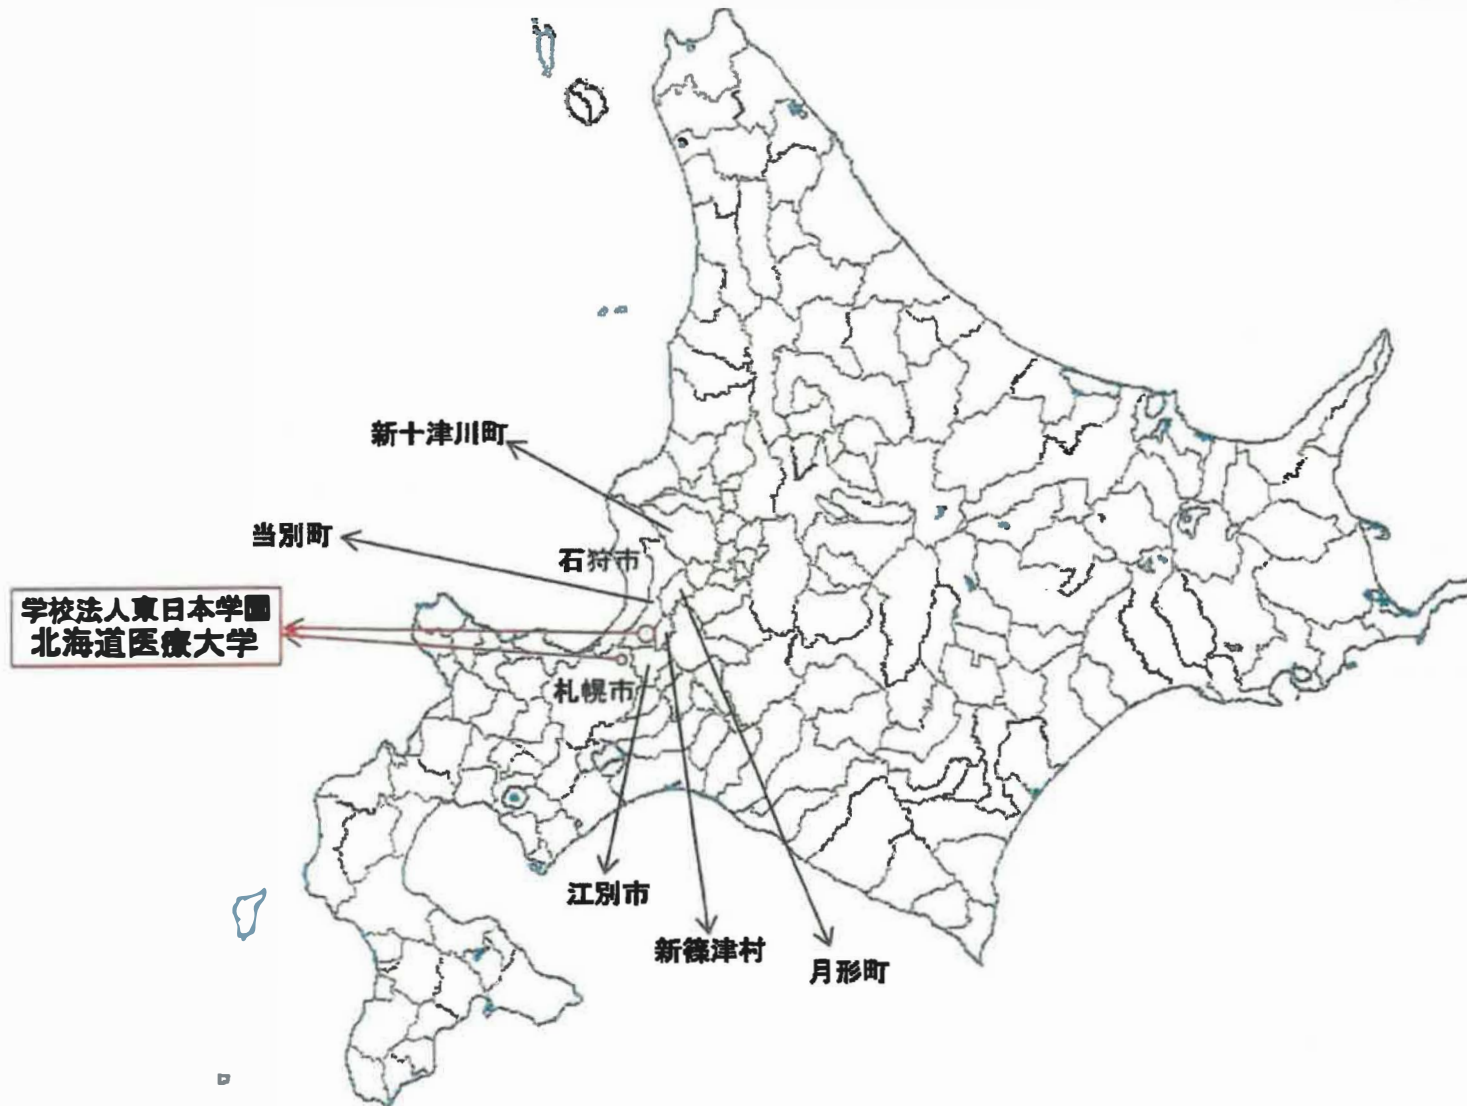 新十津川町
当別町
石狩市
学校法人東日本学園
北海道医療大学
札幌市
江別市
新篠津村
月形町